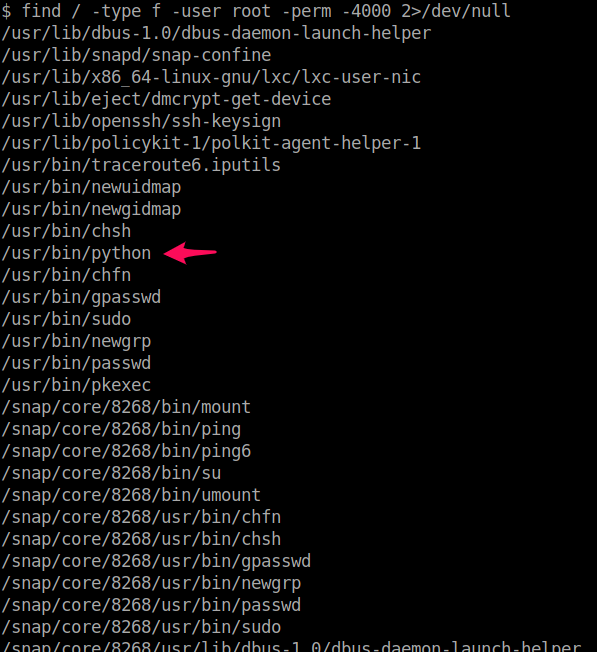 $ find / -type f -user root -perm -4000 2>/dev/null
/usr/lib/dbus-1.0/dbus-daemon-launch-helper
/usr/lib/snapd/snap-confine
/usr/lib/x86_64-linux-gnu/lxc/lxc-user-nic
/usr/lib/eject/dmcrypt-get-device
/usr/lib/openssh/ssh-keysign
/usr/lib/policykit-1/polkit-agent-helper-1
/usr/bin/traceroute6.iputils
/usr/bin/newuidmap
/usr/bin/newgidmap
/usr/bin/chsh
/usr/bin/python
/usr/bin/chfn
/usr/bin/gpasswd
/usr/bin/sudo
/usr/bin/newgrp
/usr/bin/passwd
/usr/bin/pkexec
/snap/core/8268/bin/mount
/snap/core/8268/bin/ping
/snap/core/8268/bin/ping6
/snap/core/8268/bin/su
/snap/core/8268/bin/umount
/snap/core/8268/usr/bin/chfn
/snap/core/8268/usr/bin/chsh
/snap/core/8268/usr/bin/gpasswd
/snap/core/8268/usr/bin/newgrp
/snap/core/8268/usr/bin/passwd
/snap/core/8268/usr/bin/sudo
/snap/core/8268/usr/lib/dbus-1.0/dbus-daemon-launch-helper